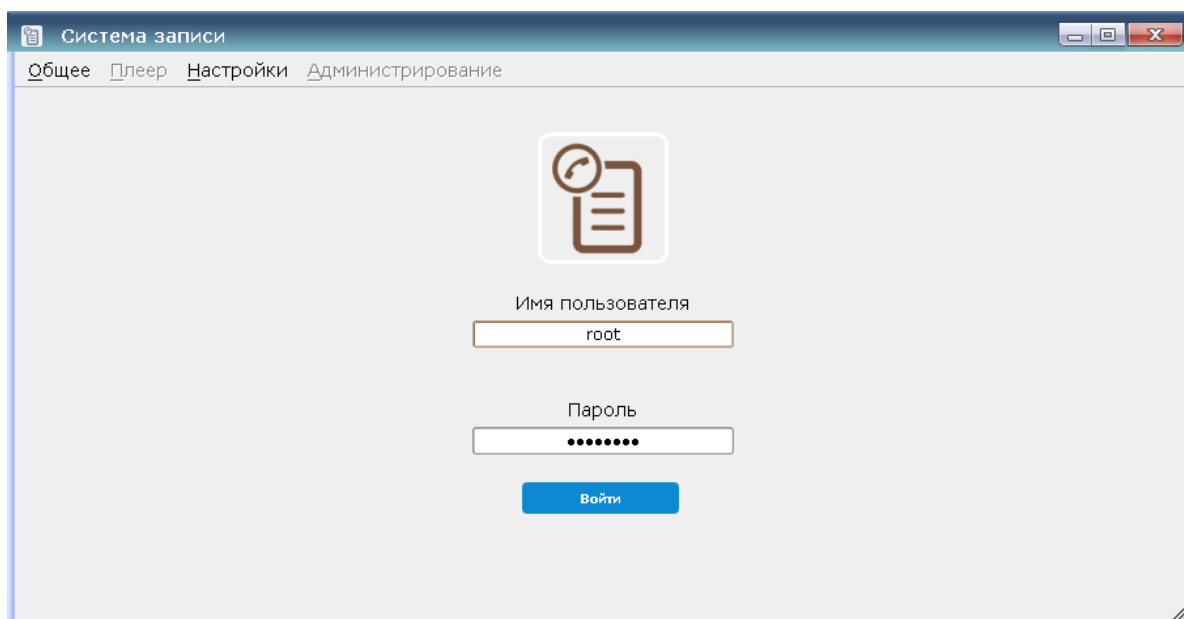 Система записи
Общее Плеер Настройки Администрирование
Имя пользователя
root
Пароль
••••••••
Войти